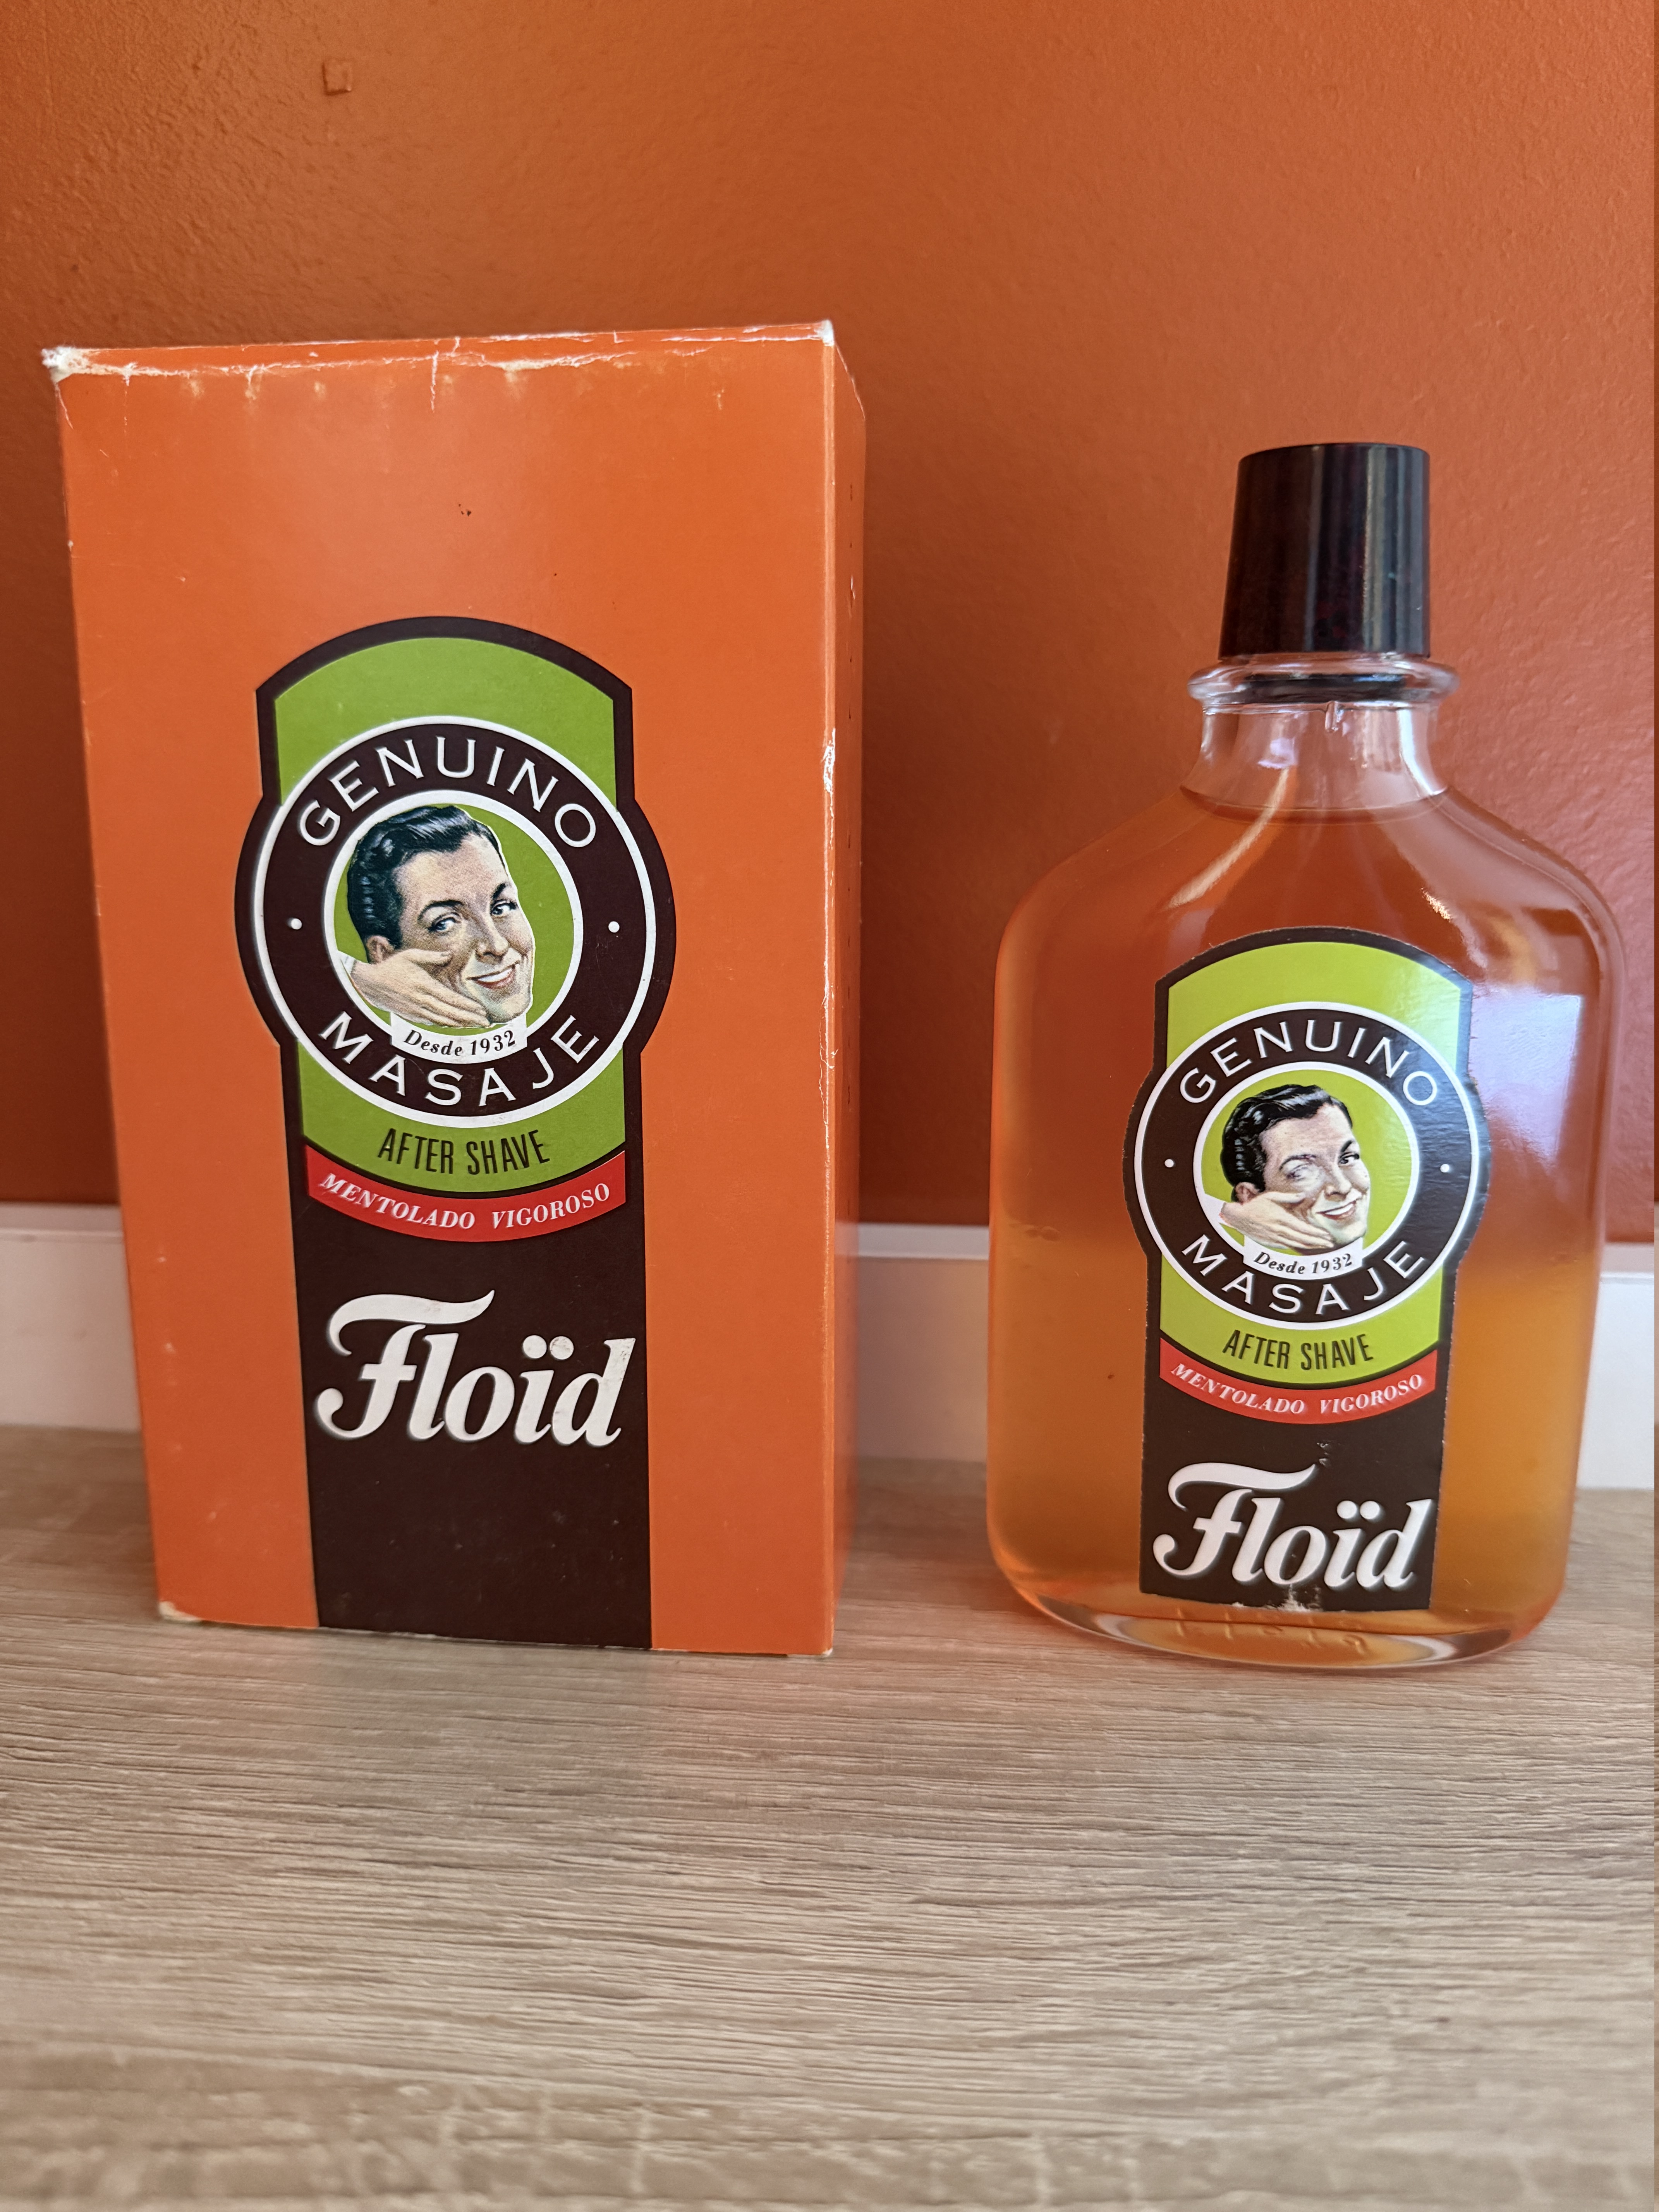 GENUINO
Desde 1932
MASAJE
AFTER SHAVE
MENTOLADO VIGOROSO
Floïd
GENUINO
Desde 1932
MASAJE
AFTER SHAVE
MENTOLADO VIGOROSO
Floïd